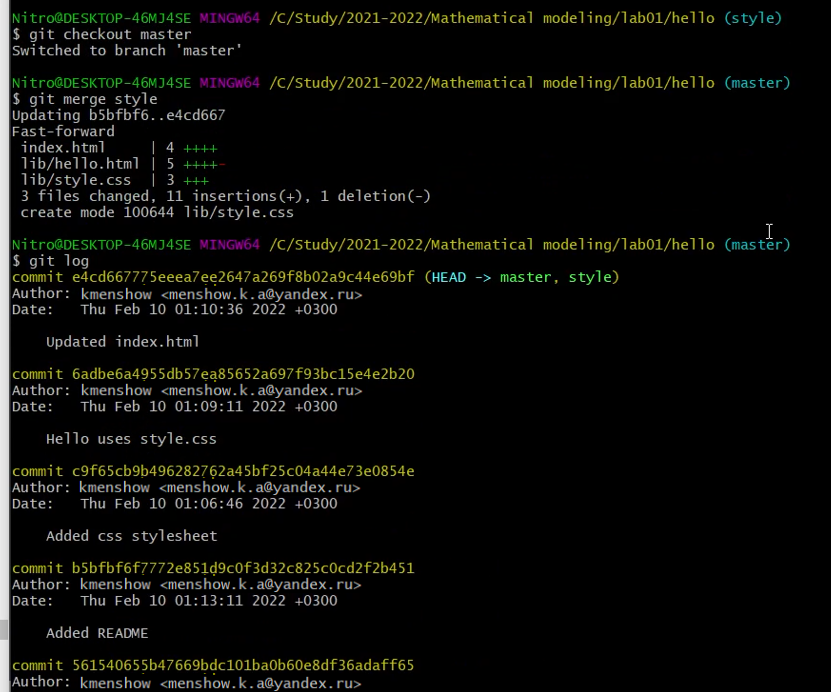 Nitro@DESKTOP-46MJ4SE MINGW64 /C/Study/2021-2022/Mathematical modeling/lab01/hello (style)
$ git checkout master
Switched to branch 'master'
Nitro@DESKTOP-46MJ4SE MINGW64 /C/Study/2021-2022/Mathematical modeling/lab01/hello (master)
$ git merge style
Updating b5bfbf6..e4cd667
Fast-forward
index.html | 4 ++++
lib/hello.html | 5 ++++-
lib/style.css | 3 +++
3 files changed, 11 insertions(+), 1 deletion(-)
create mode 100644 lib/style.css
Nitro@DESKTOP-46MJ4SE MINGW64 /C/Study/2021-2022/Mathematical modeling/lab01/hello (master)
$ git log
commit e4cd667775eeea7ee2647a269f8b02a9c44e69bf (HEAD -> master, style)
Author: kmenshow <menshow.k.a@yandex.ru>
Date: Thu Feb 10 01:10:36 2022 +0300
Updated index.html
commit 6adbe6a4955db57ea85652a697f93bc15e4e2b20
Author: kmenshow <menshow.k.a@yandex.ru>
Date: Thu Feb 10 01:09:11 2022 +0300
Hello uses style.css
commit c9f65cb9b496282762a45bf25c04a44e73e0854e
Author: kmenshow <menshow.k.a@yandex.ru>
Date: Thu Feb 10 01:06:46 2022 +0300
Added css stylesheet
commit b5bfbf6f7772e851d9c0f3d32c825c0cd2f2b451
Author: kmenshow <menshow.k.a@yandex.ru>
Date: Thu Feb 10 01:13:11 2022 +0300
Added README
commit 561540655b47669bdc101ba0b60e8df36adaff65
Author: kmenshow <menshow.k.a@yandex.ru>